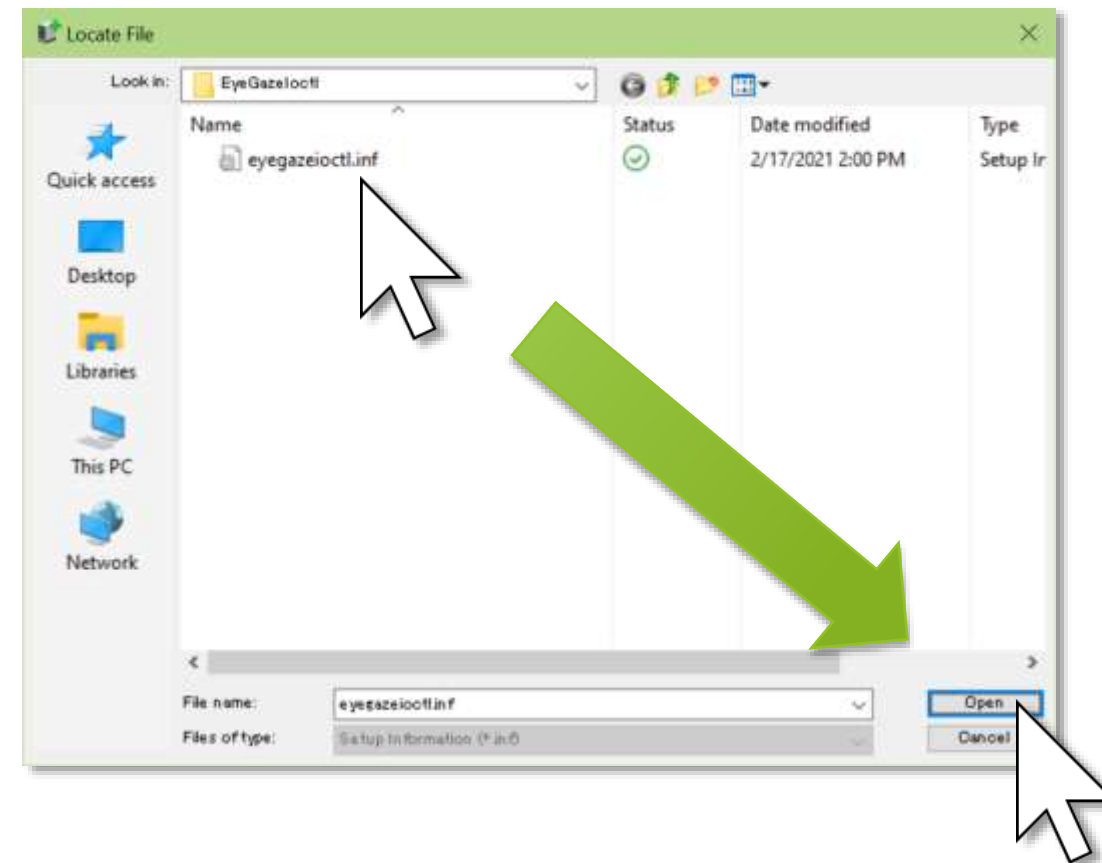 Locate File
Look in: EyeGazeIoctl
Name Status Date modified Type
eyegazeioctl.inf 2/17/2021 2:00 PM Setup Ir
Quick access
Desktop
Libraries
This PC
Network
File name: eyegazeioctl.inf Open
Files of type: Setup Information (*.inf) Cancel